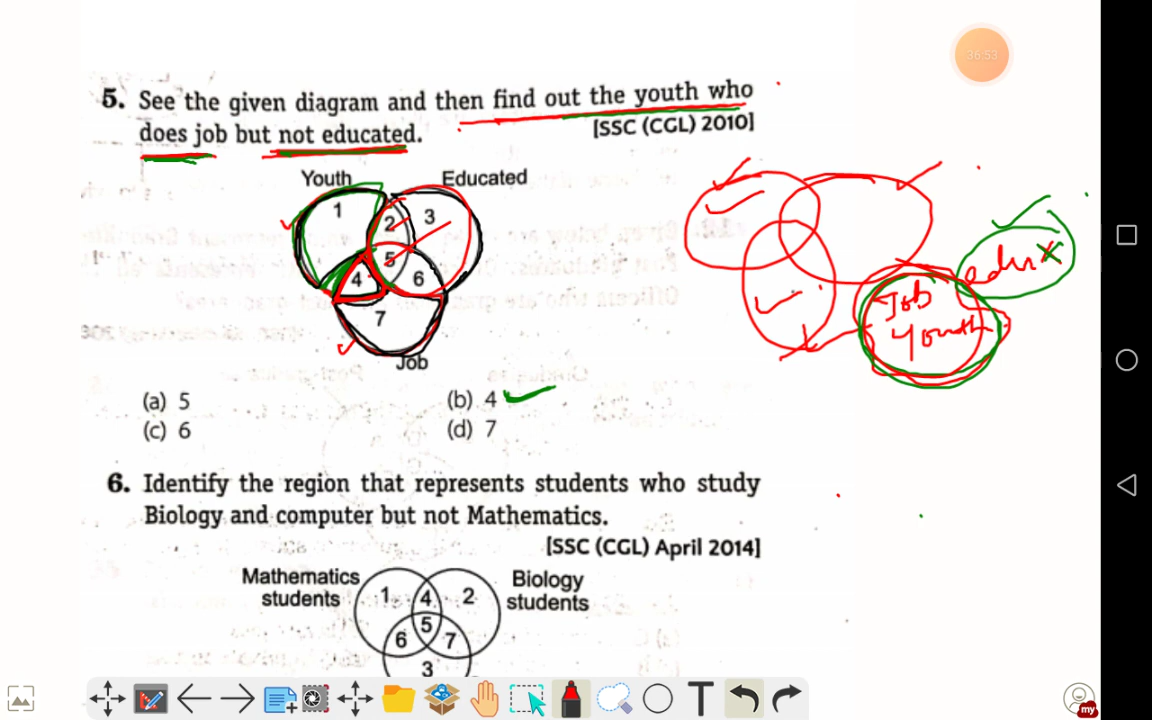 36:53
5. See the given diagram and then find out the youth who
does job but not educated. [SSC (CGL) 2010]
Youth Educated
1 2 3
5
4 6
7
Job
Job
Youth
(a) 5 (b) 4
(c) 6 (d) 7
6. Identify the region that represents students who study
Biology and computer but not Mathematics.
[SSC (CGL) April 2014]
Mathematics
students
Biology
students
1 4 2
5
6 7
3
T
my